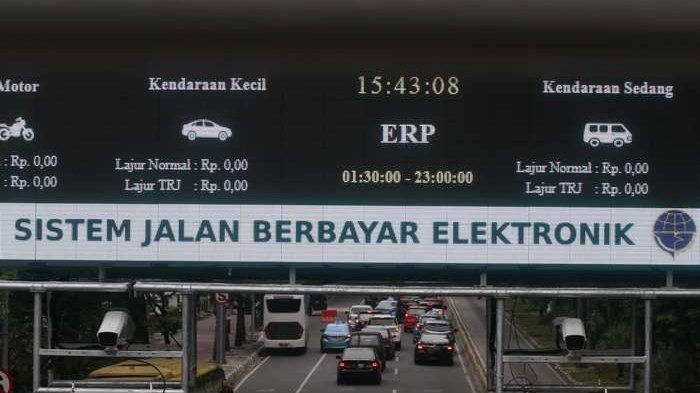 Motor
: Rp. 0,00
: Rp. 0,00
Kendaraan Kecil
Lajur Normal : Rp. 0,00
Lajur TRJ : Rp. 0,00
15:43:08
ERP
01:30:00 - 23:00:00
Kendaraan Sedang
Lajur Normal : Rp. 0,00
Lajur TRJ : Rp. 0,00
SISTEM JALAN BERBAYAR ELEKTRONIK